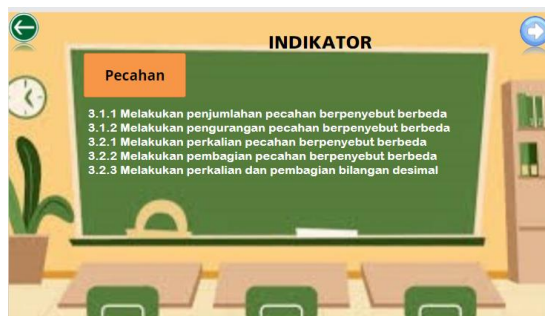 INDIKATOR
Pecahan
3.1.1 Melakukan penjumlahan pecahan berpenyebut berbeda
3.1.2 Melakukan pengurangan pecahan berpenyebut berbeda
3.2.1 Melakukan perkalian pecahan berpenyebut berbeda
3.2.2 Melakukan pembagian pecahan berpenyebut berbeda
3.2.3 Melakukan perkalian dan pembagian bilangan desimal